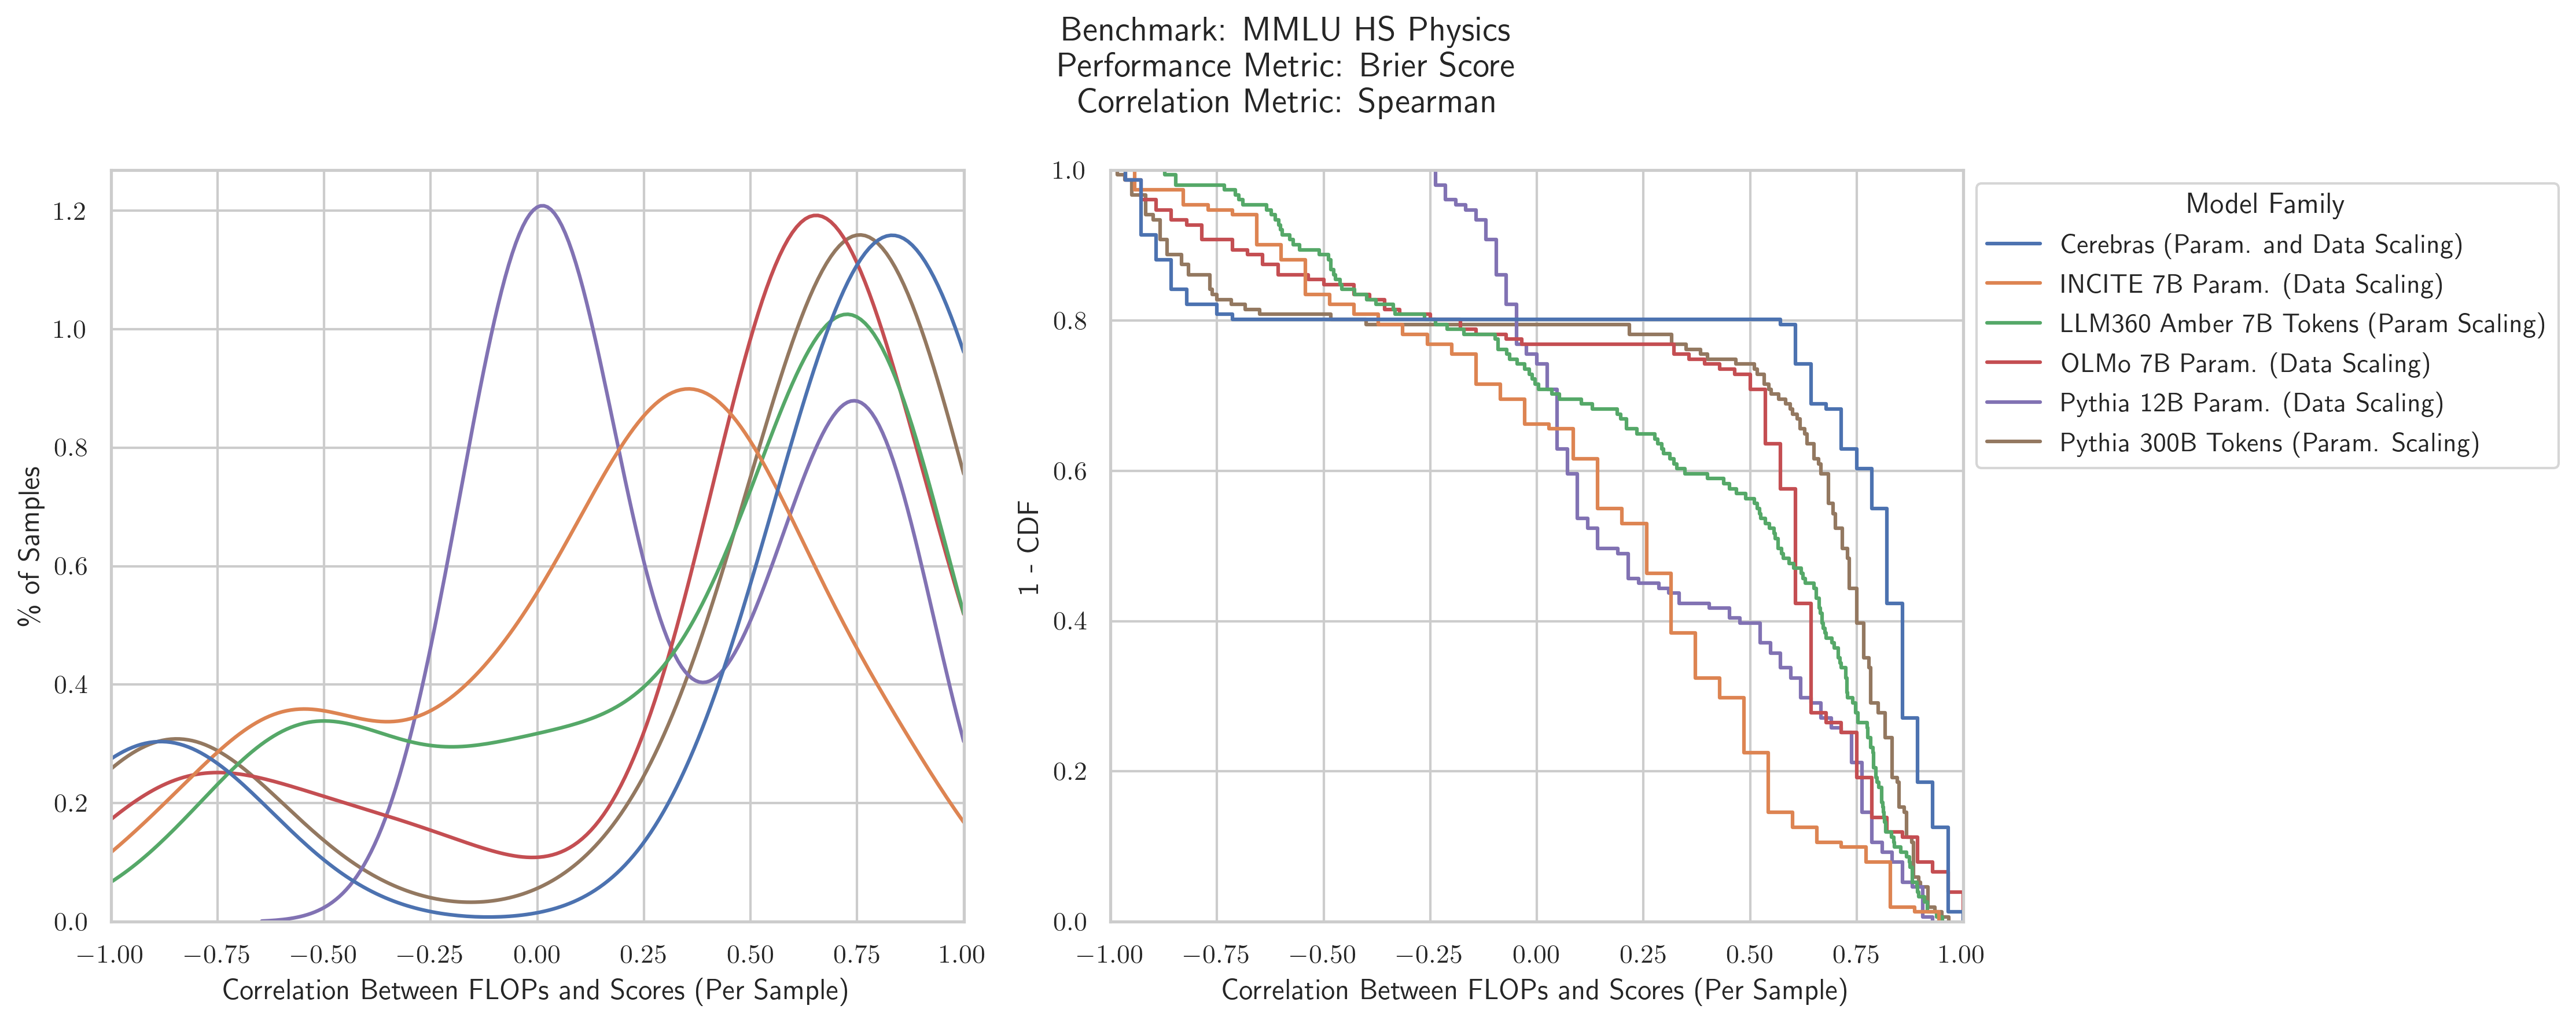 Benchmark: MMLU HS Physics
Performance Metric: Brier Score
Correlation Metric: Spearman
% of Samples
1.2
1.0
0.8
0.6
0.4
0.2
0.0
−1.00 −0.75 −0.50 −0.25 0.00 0.25 0.50 0.75 1.00
Correlation Between FLOPs and Scores (Per Sample)
1 - CDF
1.0
0.8
0.6
0.4
0.2
0.0
−1.00 −0.75 −0.50 −0.25 0.00 0.25 0.50 0.75 1.00
Correlation Between FLOPs and Scores (Per Sample)
Model Family
Cerebras (Param. and Data Scaling)
INCITE 7B Param. (Data Scaling)
LLM360 Amber 7B Tokens (Param Scaling)
OLMo 7B Param. (Data Scaling)
Pythia 12B Param. (Data Scaling)
Pythia 300B Tokens (Param. Scaling)